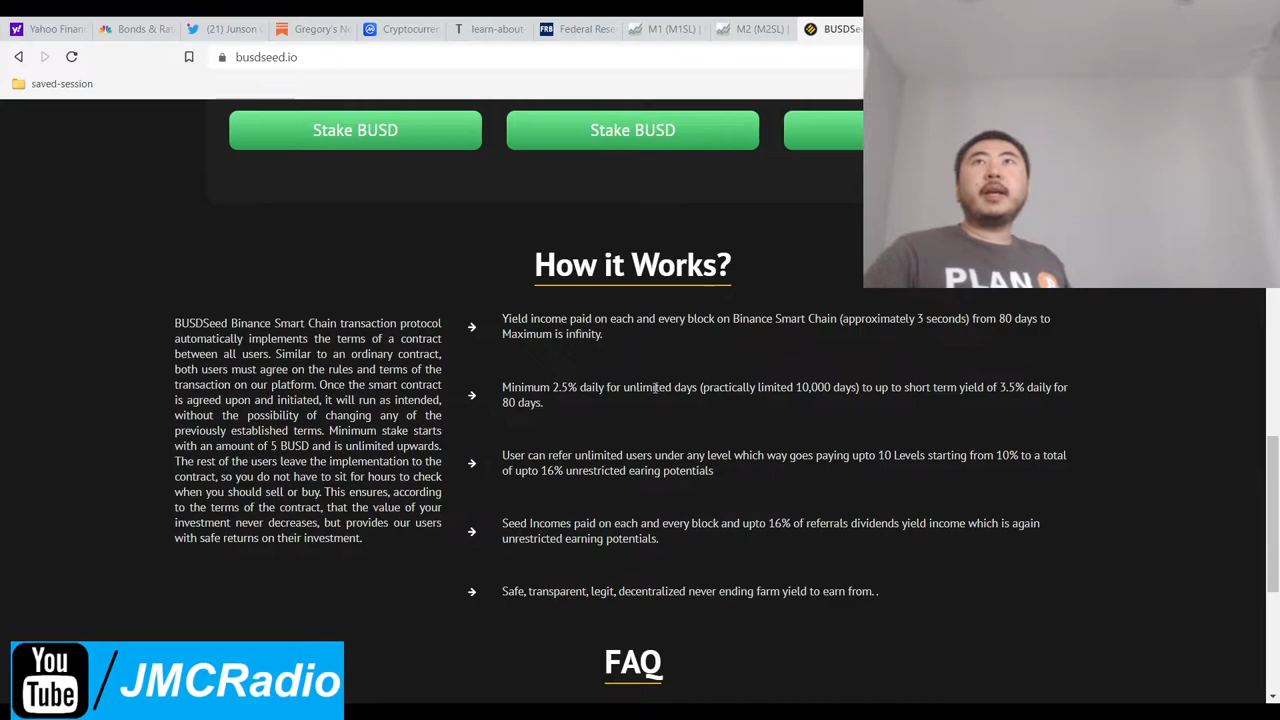 Yahoo Finan
Bonds & Ra
(21) Junson
Gregory's N
Cryptocurre
learn-about-
FRB
Federal Rese
M1 (M1SL) |
M2 (M2SL) |
BUSDSe
busdseed.io
saved-session
Stake BUSD
Stake BUSD
How it Works?
BUSDSeed Binance Smart Chain transaction protocol
automatically implements the terms of a contract
between all users. Similar to an ordinary contract,
both users must agree on the rules and terms of the
transaction on our platform. Once the smart contract
is agreed upon and initiated, it will run as intended,
without the possibility of changing any of the
previously established terms. Minimum stake starts
with an amount of 5 BUSD and is unlimited upwards.
The rest of the users leave the implementation to the
contract, so you do not have to sit for hours to check
when you should sell or buy. This ensures, according
to the terms of the contract, that the value of your
investment never decreases, but provides our users
with safe returns on their investment.
Yield income paid on each and every block on Binance Smart Chain (approximately 3 seconds) from 80 days to
Maximum is infinity.
Minimum 2.5% daily for unlimited days (practically limited 10,000 days) to up to short term yield of 3.5% daily for
80 days.
User can refer unlimited users under any level which way goes paying upto 10 Levels starting from 10% to a total
of upto 16% unrestricted earing potentials
Seed Incomes paid on each and every block and upto 16% of referrals dividends yield income which is again
unrestricted earning potentials.
Safe, transparent, legit, decentralized never ending farm yield to earn from. .
FAQ
PLAN
You
Tube
/JMCRadio